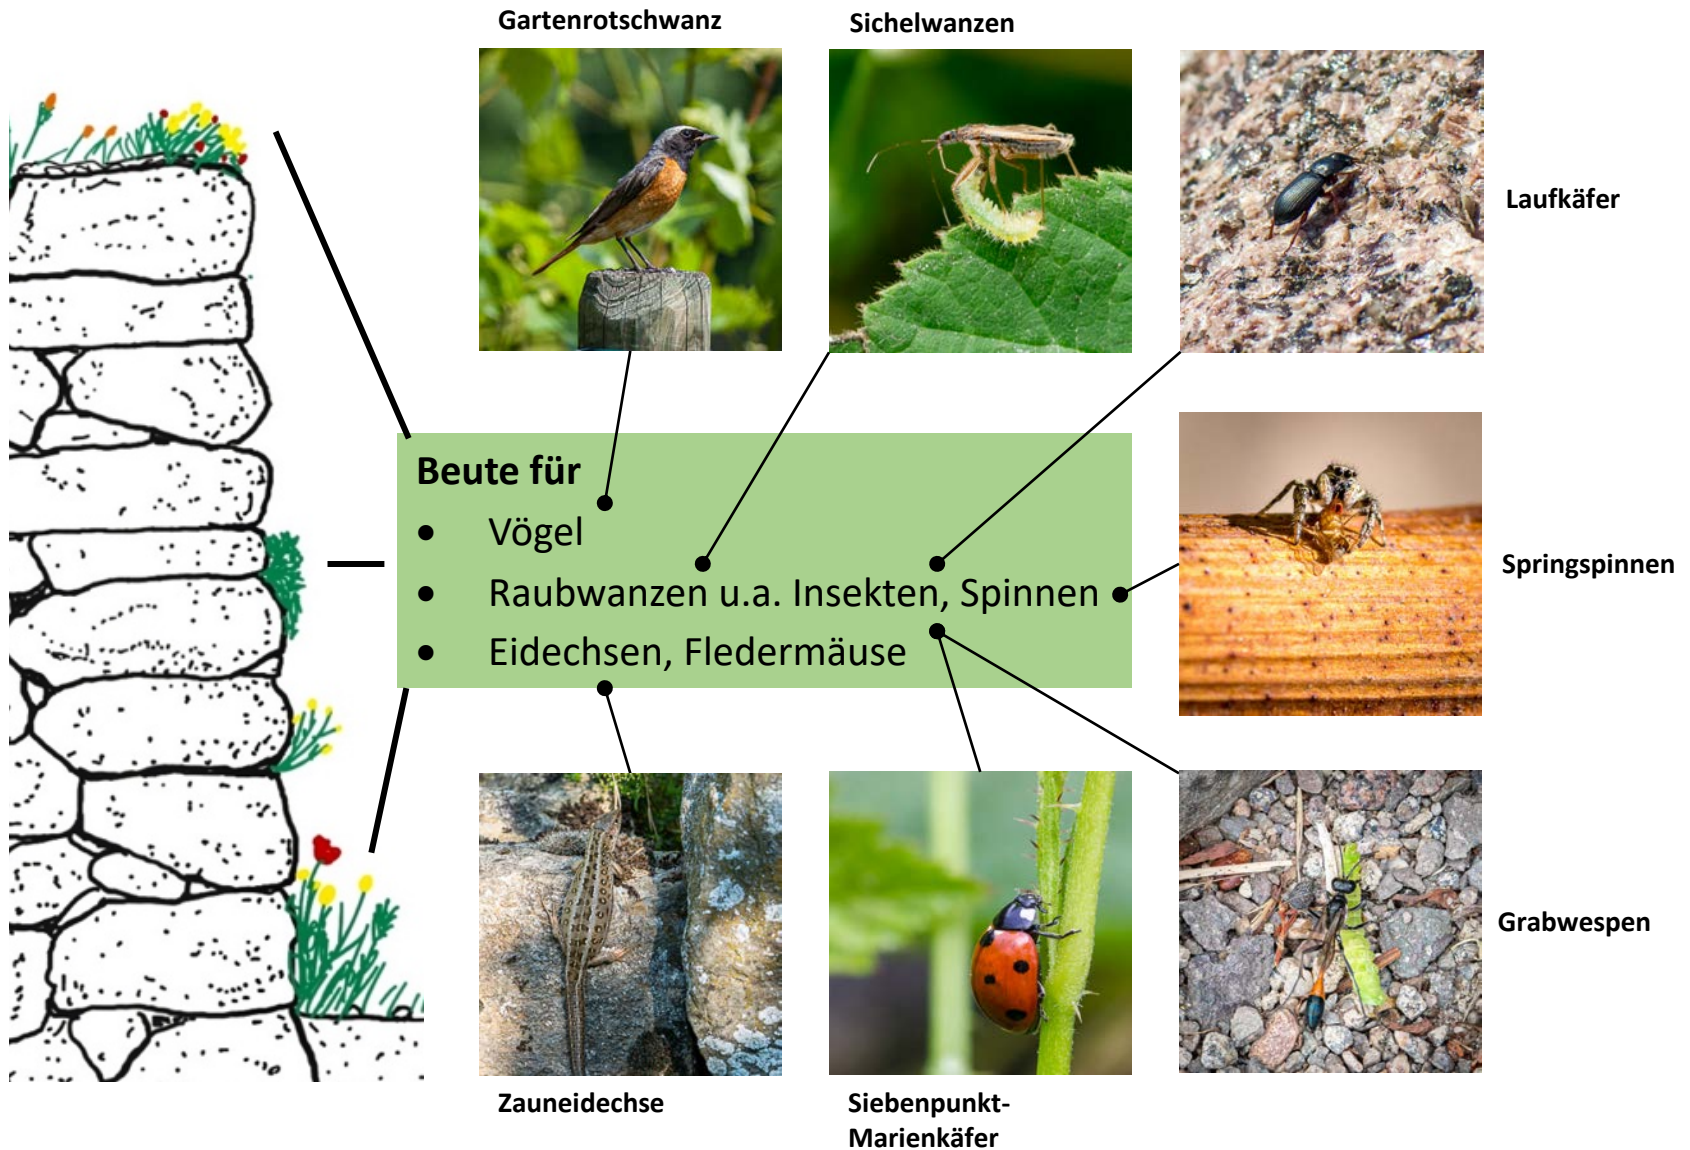 Gartenrotschwanz
Sichelwanzen
Laufkäfer
Beute für
• Vögel
• Raubwanzen u.a. Insekten, Spinnen
• Eidechsen, Fledermäuse
Springspinnen
Grabwespen
Zauneidechse
Siebenpunkt-
Marienkäfer